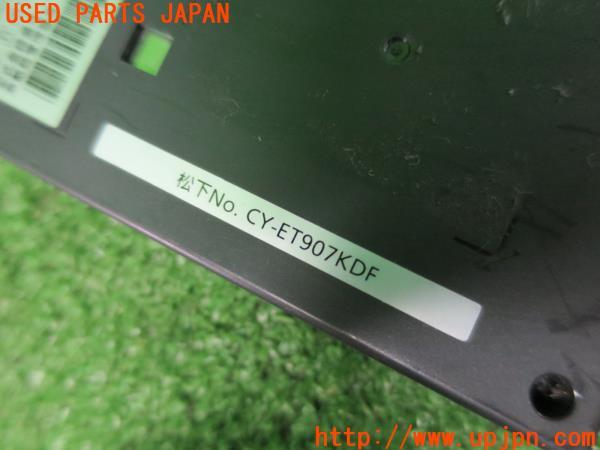 USED PARTS JAPAN
松下No. CY-ET907KDF
http://www.upjpn.com